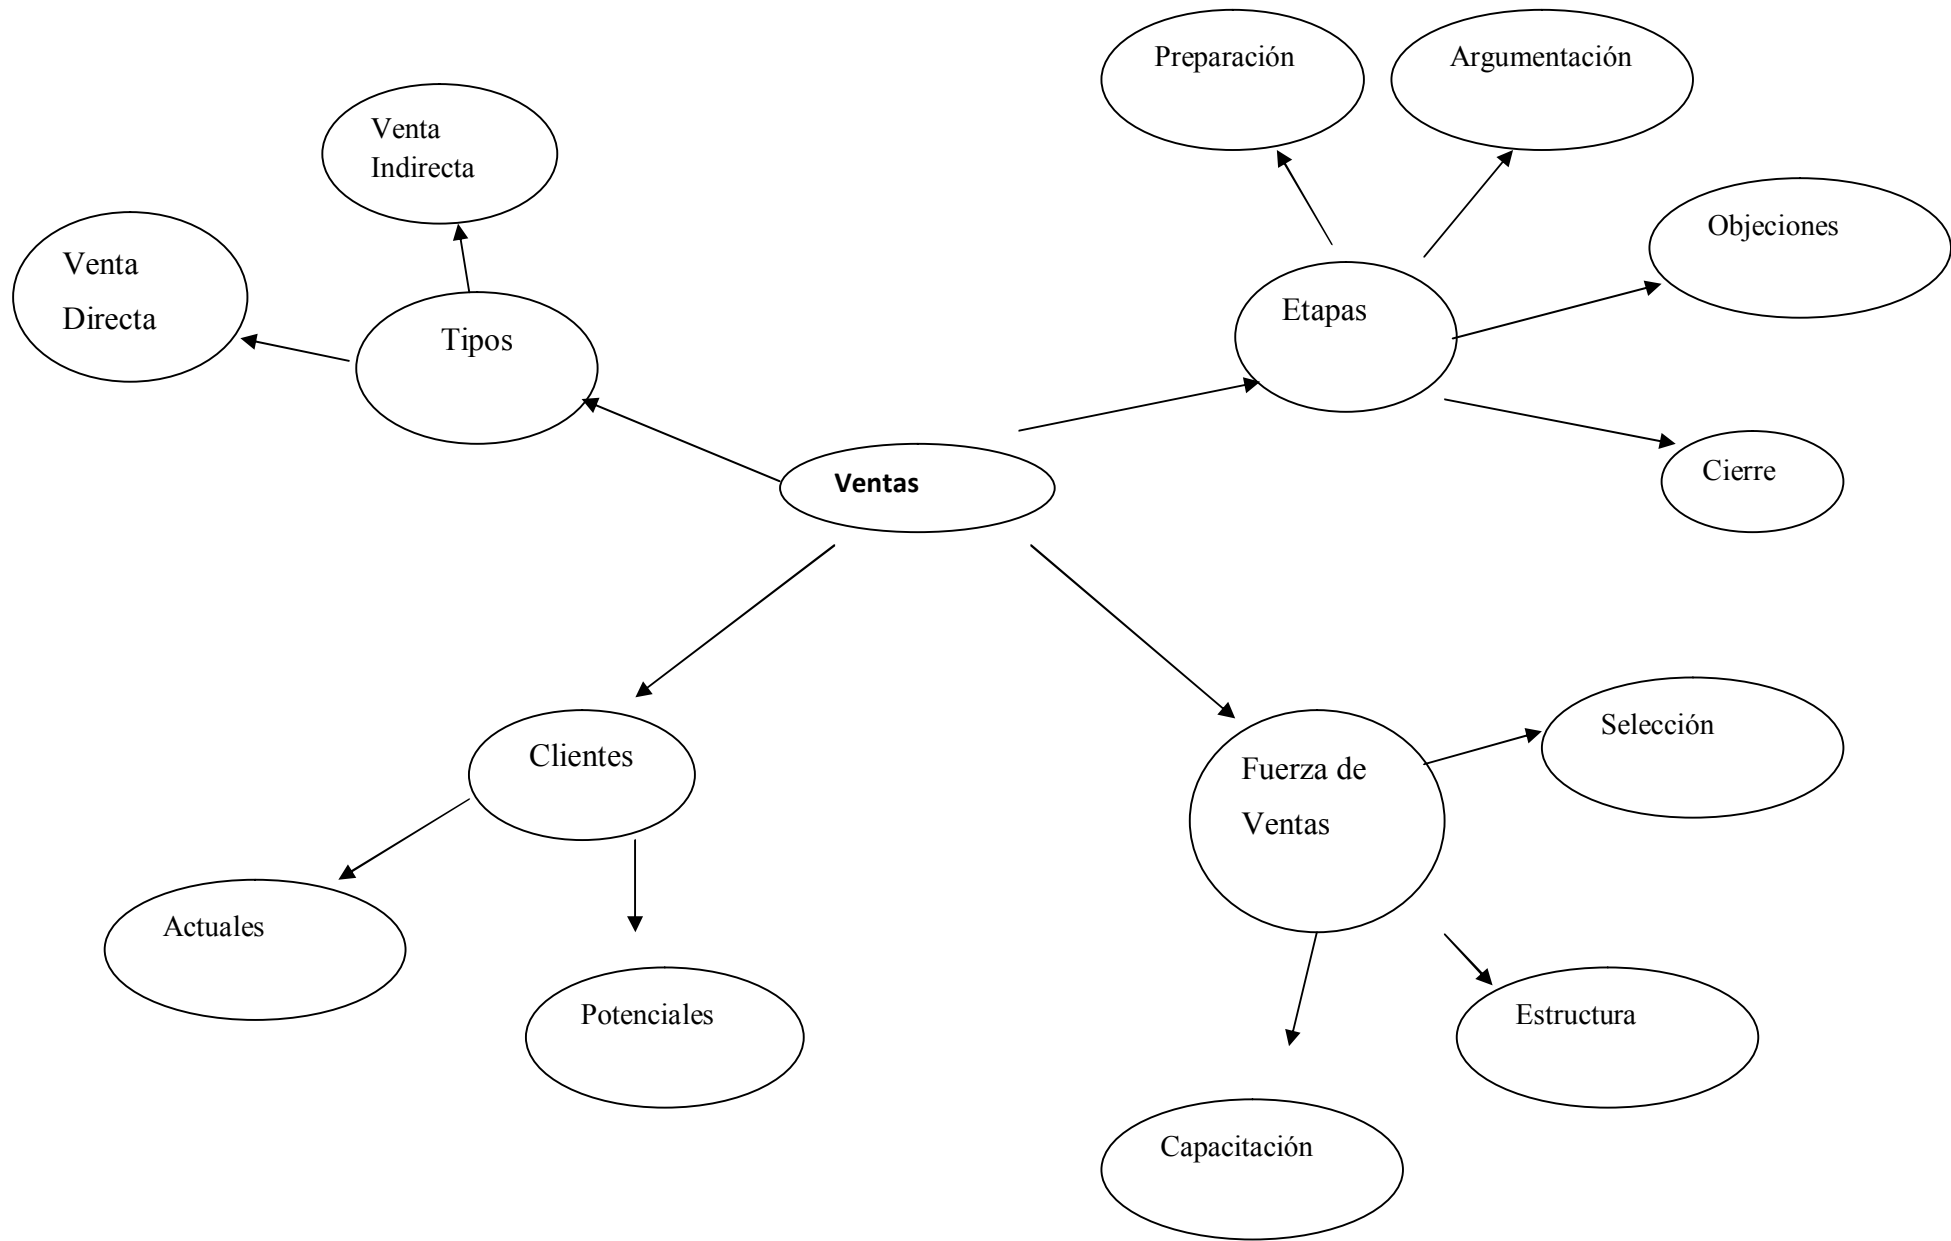 Preparación
Argumentación
Venta
Indirecta
Objeciones
Venta
Directa
Etapas
Tipos
Cierre
Ventas
Selección
Clientes
Fuerza de
Ventas
Actuales
Potenciales
Estructura
Capacitación